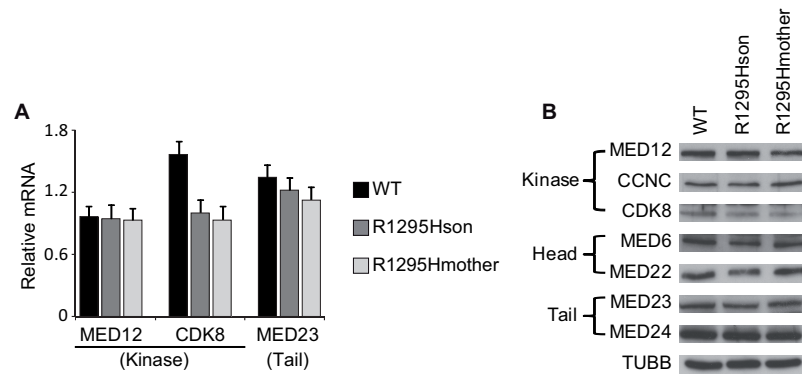 A
Relative mRNA
1.8
1.2
0.6
0
MED12
CDK8
MED23
(Kinase)
(Tail)
WT
R1295Hson
R1295Hmother
B
WT
R1295Hson
R1295Hmother
Kinase
MED12
CCNC
CDK8
Head
MED6
MED22
Tail
MED23
MED24
TUBB